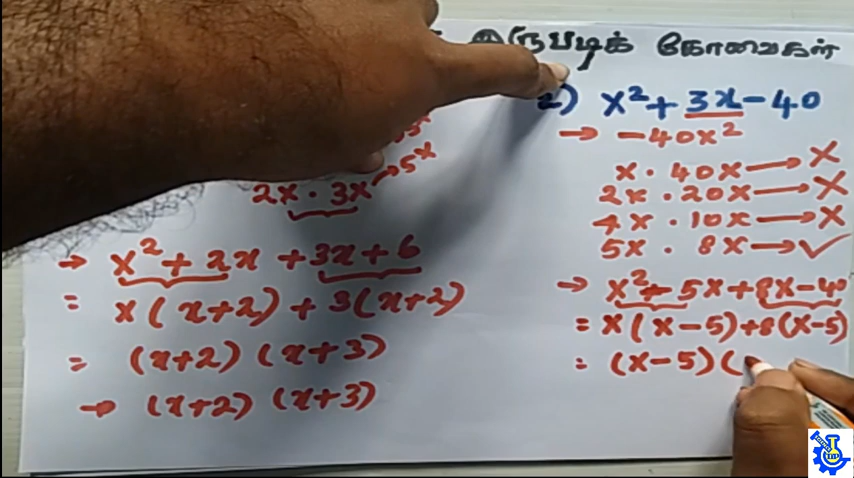 இருபடிக் கோவைகள்
2x · 3x → 5x
→ x² + 2x + 3x + 6
= x(x+2) + 3(x+2)
= (x+2) (x+3)
→ (x+2) (x+3)
2) x² + 3x - 40
→ - 40x²
x · 40x → X
2x · 20x → X
4x · 10x → X
5x · 8x → ✓
→ x² - 5x + 8x - 40
= x(x-5)+8(x-5)
= (x-5)(